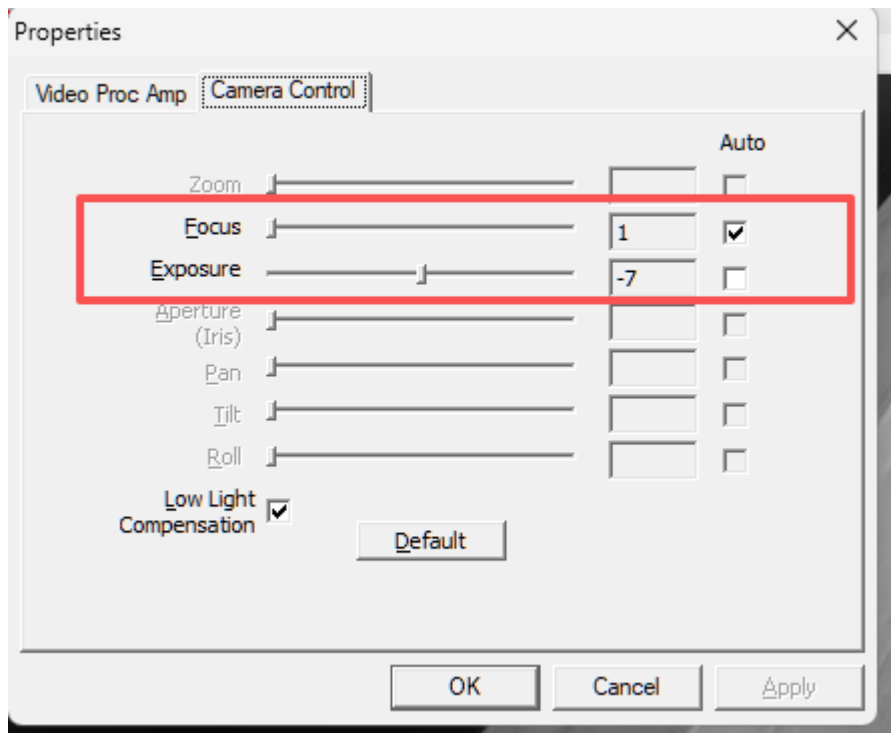 Properties
Video Proc Amp
Camera Control
Auto
Zoom
Focus 1
Exposure -7
Aperture
(Iris)
Pan
Tilt
Roll
Low Light
Compensation
Default
OK Cancel Apply